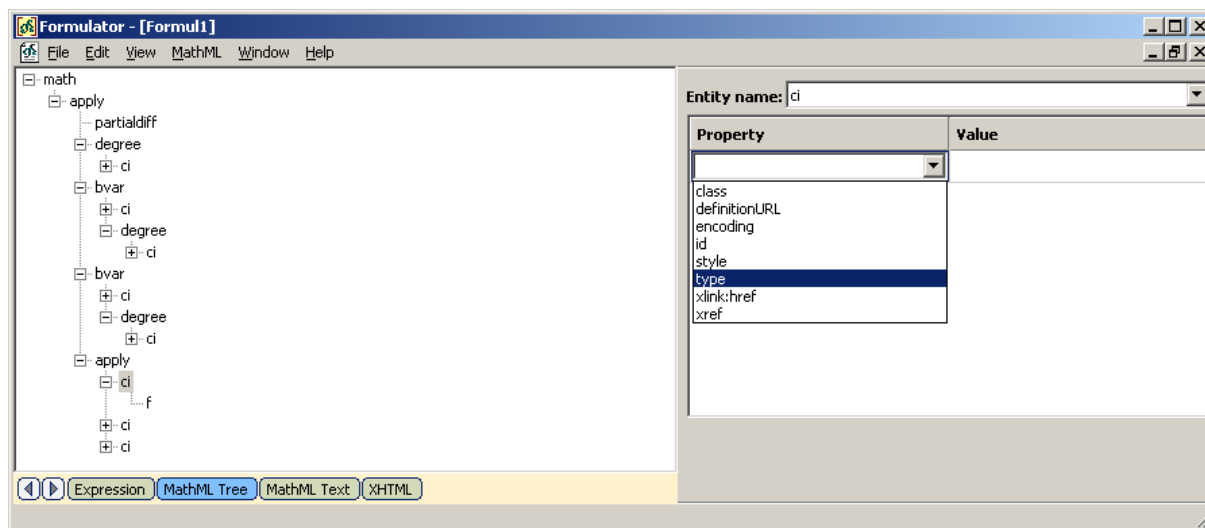 Formulator - [Formul1]
File Edit View MathML Window Help
math
apply
partialdiff
degree
ci
bvar
ci
degree
ci
bvar
ci
degree
ci
apply
ci
f
ci
ci
Expression MathML Tree MathML Text XHTML
Entity name: ci
Property Value
class
definitionURL
encoding
id
style
type
xlink:href
xref